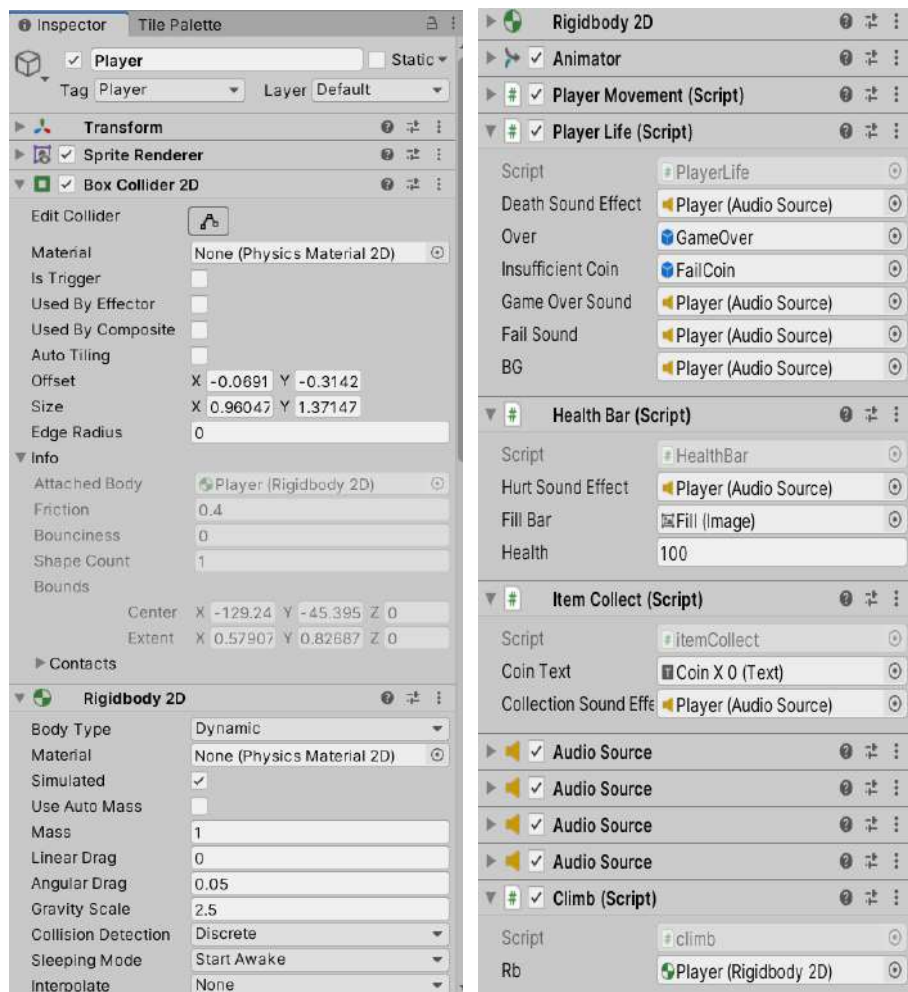 Inspector Tile Palette
Player Static
Tag Player Layer Default
Transform
Sprite Renderer
Box Collider 2D
Edit Collider
Material None (Physics Material 2D)
Is Trigger
Used By Effector
Used By Composite
Auto Tiling
Offset X -0.0691 Y -0.3142
Size X 0.96047 Y 1.37147
Edge Radius 0
Info
Attached Body Player (Rigidbody 2D)
Friction 0.4
Bounciness 0
Shape Count 1
Bounds
Center X -129.24 Y -45.395 Z 0
Extent X 0.57907 Y 0.82687 Z 0
Contacts
Rigidbody 2D
Body Type Dynamic
Material None (Physics Material 2D)
Simulated
Use Auto Mass
Mass 1
Linear Drag 0
Angular Drag 0.05
Gravity Scale 2.5
Collision Detection Discrete
Sleeping Mode Start Awake
Interpolate None
Rigidbody 2D
Animator
# Player Movement (Script)
# Player Life (Script)
Script # PlayerLife
Death Sound Effect Player (Audio Source)
Over GameOver
Insufficient Coin FailCoin
Game Over Sound Player (Audio Source)
Fail Sound Player (Audio Source)
BG Player (Audio Source)
# Health Bar (Script)
Script # HealthBar
Hurt Sound Effect Player (Audio Source)
Fill Bar Fill (Image)
Health 100
# Item Collect (Script)
Script # itemCollect
Coin Text Coin X 0 (Text)
Collection Sound Effe Player (Audio Source)
Audio Source
Audio Source
Audio Source
Audio Source
# Climb (Script)
Script # climb
Rb Player (Rigidbody 2D)